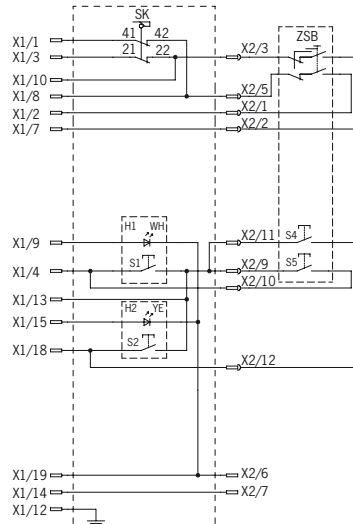 SK
41 42
X1/1
21 22
X1/3
X2/3
ZSB
X1/10
X1/8
X2/5
X1/2
X2/1
X1/7
X2/2
H1 WH
X1/9
X2/11
S4
S1
X1/4
X2/9
S5
X2/10
X1/13
H2 YE
X1/15
S2
X1/18
X2/12
X1/19
X2/6
X1/14
X2/7
X1/12